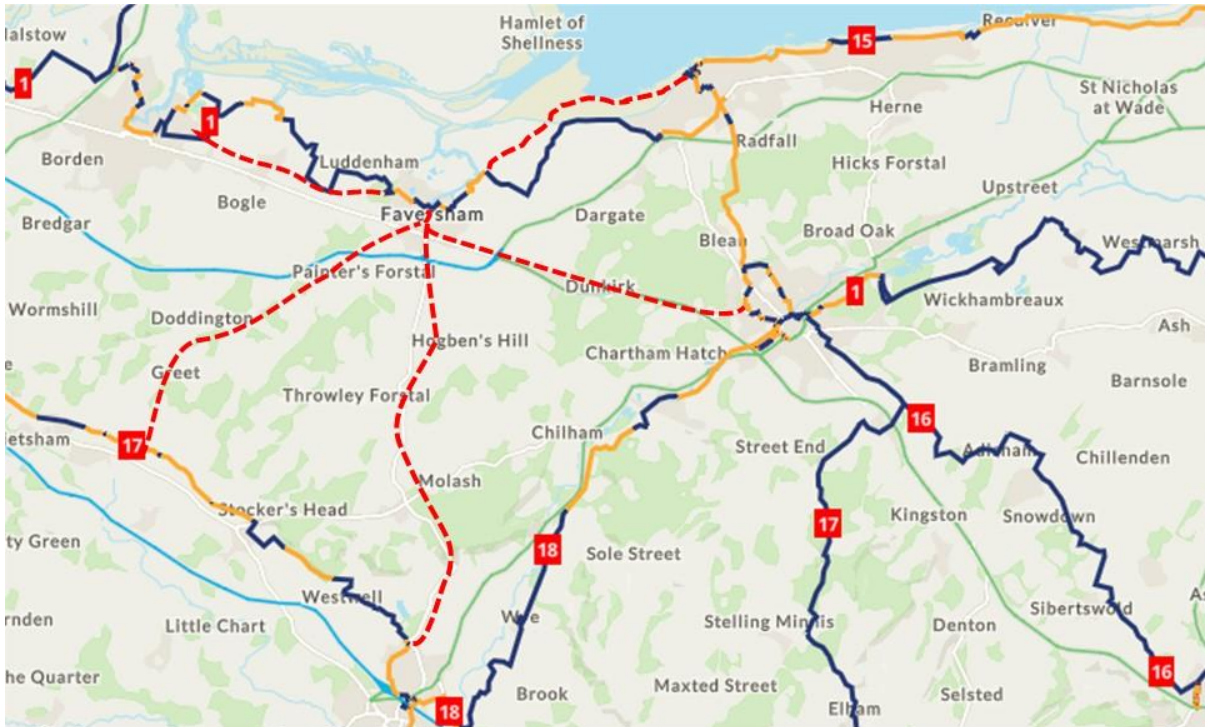 Hamlet of
Shellness
Reculver
alstow
15
1
St Nicholas
at Wade
Herne
1
Radfall
Borden
Luddenham
Hicks Forstal
Upstreet
Bogle
Faversham
Dargate
Bredgar
Broad Oak
Blean
Westmarsh
Painter's Forstal
Dunkirk
1
Wickhambreaux
Wormshill
Doddington
Ash
Hogben's Hill
Chartham Hatch
Bramling
Greet
Barnsole
Throwley Forstal
16
etsham
17
Chilham
Street End
Adisham
Chillenden
Molash
Stocker's Head
Kingston
Snowdown
17
ty Green
18
Sole Street
Westwell
Sibertswold
Little Chart
Wye
Stelling Minnis
Denton
rnden
he Quarter
Brook
Maxted Street
16
Selsted
18
Elham